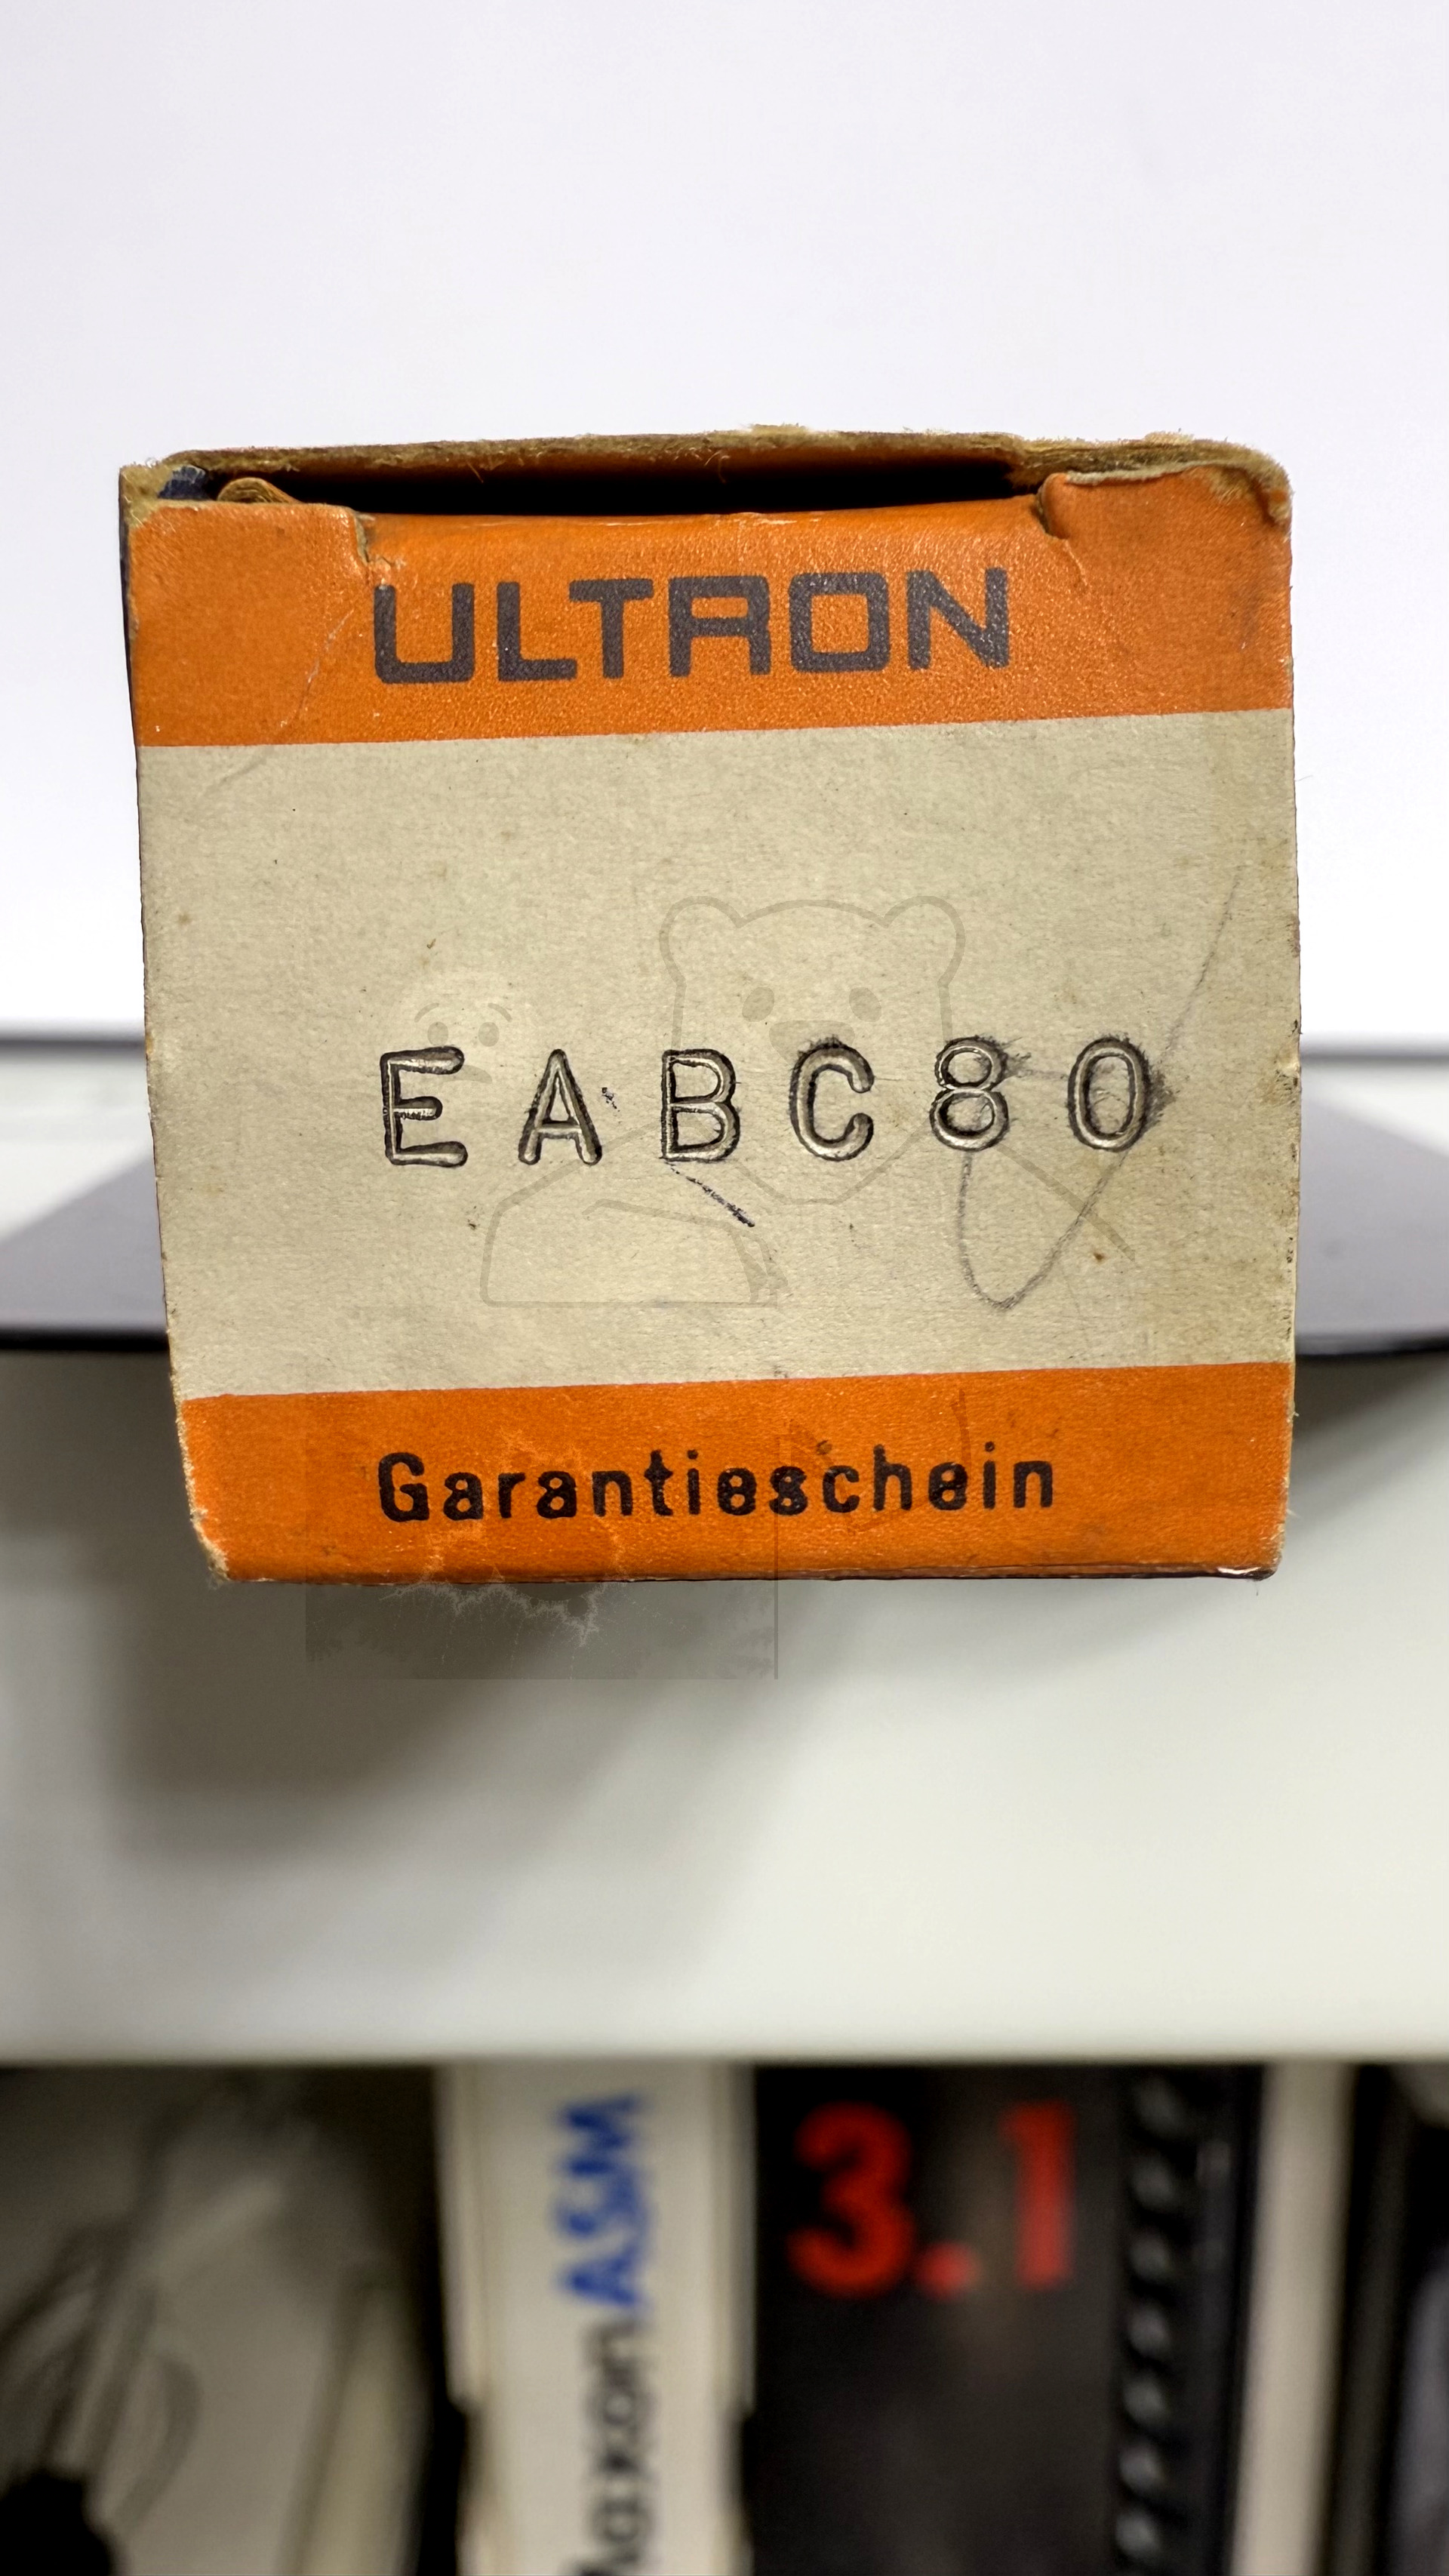 ULTRON
EABC80
Garantieschein
ASM
3.1